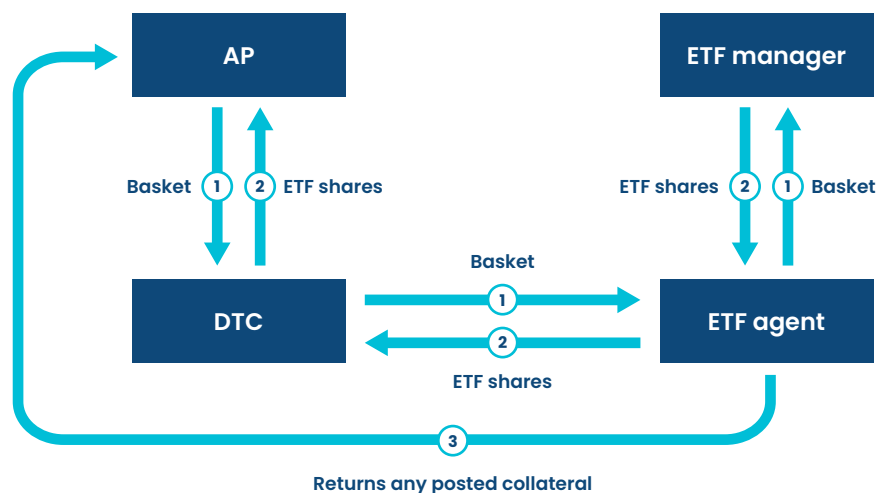 AP
ETF manager
Basket 1 2 ETF shares
ETF shares 2 1 Basket
Basket
1
DTC
ETF agent
2
ETF shares
3
Returns any posted collateral